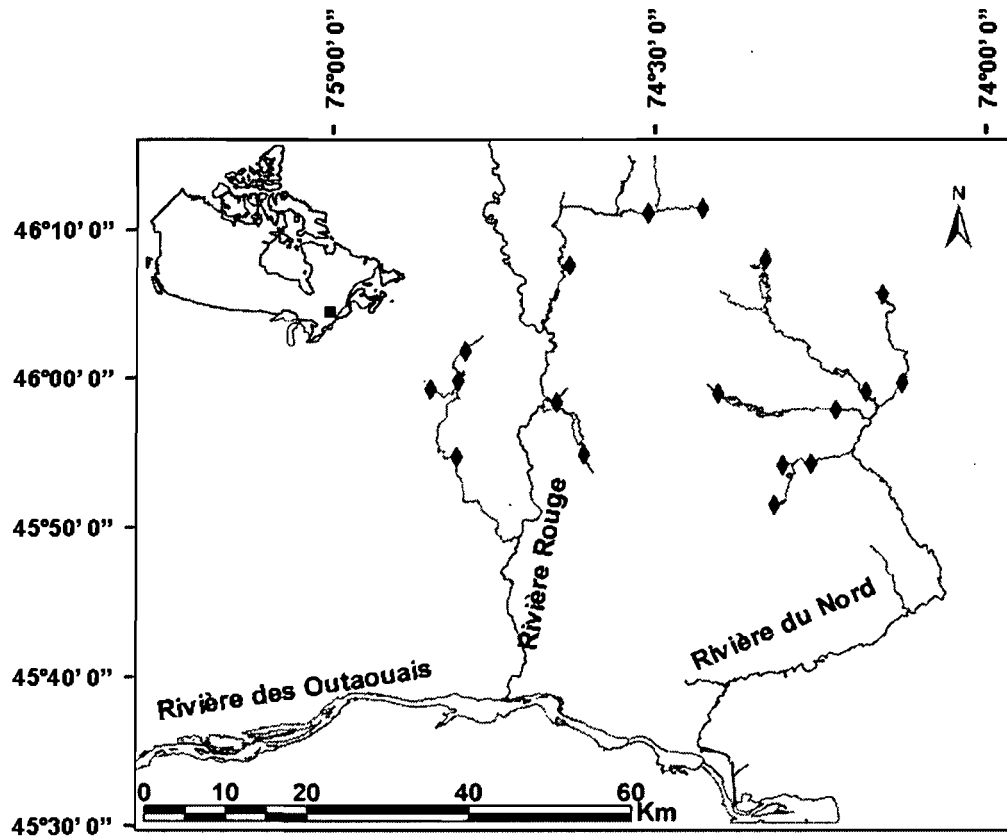 75°00' 0"
74°30' 0"
74°00' 0"
N
46°10' 0"
46°00' 0"
45°50' 0"
45°40' 0"
45°30' 0"
Rivière Rouge
Rivière du Nord
Rivière des Outaouais
0 10 20 40 60
Km